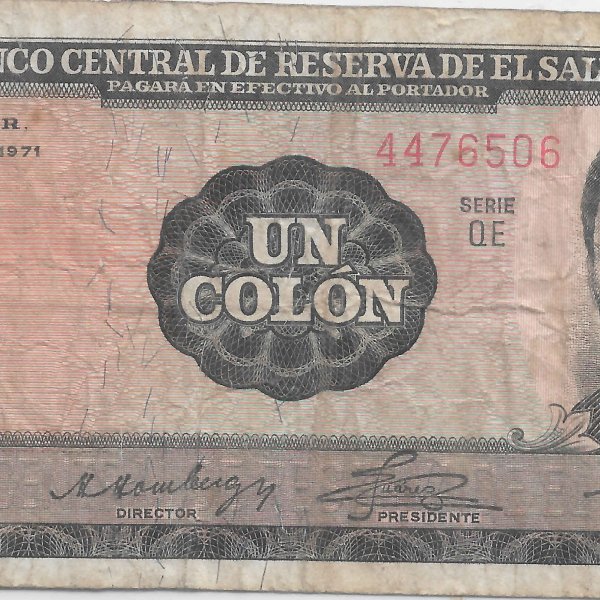 NCO CENTRAL DE RESERVA DE EL SAL
PAGARÁ EN EFECTIVO AL PORTADOR
R.
1971
4476506
SERIE
QE
UN
COLÓN
DIRECTOR
PRESIDENTE